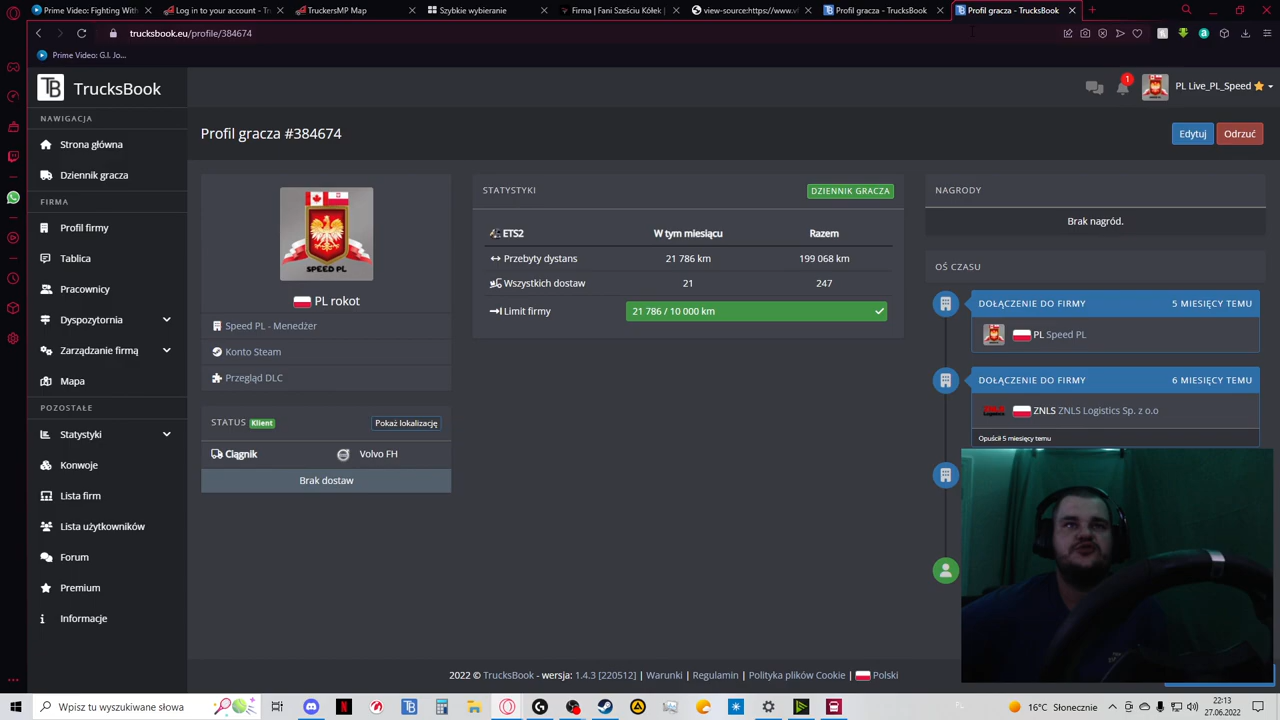 Prime Video: Fighting With
Log in to your account - Tr
TruckersMP Map
Szybkie wybieranie
Firma | Fani Sześciu Kółek |
view-source:https://www.vt
Profil gracza - TrucksBook
Profil gracza - TrucksBook
trucksbook.eu/profile/384674
Prime Video: G.I. Jo...
TB TrucksBook
1
PL Live_PL_Speed
NAWIGACJA
Strona główna
Dziennik gracza
FIRMA
Profil firmy
Tablica
Pracownicy
Dyspozytornia
Zarządzanie firmą
Mapa
POZOSTAŁE
Statystyki
Konwoje
Lista firm
Lista użytkowników
Forum
Premium
Informacje
Profil gracza #384674
Edytuj
Odrzuć
SPEED PL
PL rokot
Speed PL - Menedżer
Konto Steam
Przegląd DLC
STATUS Klient
Pokaż lokalizację
Ciągnik
Volvo FH
Brak dostaw
STATYSTYKI
DZIENNIK GRACZA
ETS2
W tym miesiącu
Razem
Przebyty dystans
21 786 km
199 068 km
Wszystkich dostaw
21
247
Limit firmy
21 786 / 10 000 km
NAGRODY
Brak nagród.
OŚ CZASU
DOŁĄCZENIE DO FIRMY
5 MIESIĘCY TEMU
PL Speed PL
DOŁĄCZENIE DO FIRMY
6 MIESIĘCY TEMU
ZNLS ZNLS Logistics Sp. z o.o
Opuścił 5 miesięcy temu
2022 © TrucksBook - wersja: 1.4.3 [220512] | Warunki | Regulamin | Polityka plików Cookie | Polski
Wpisz tu wyszukiwane słowa
16°C Słonecznie
22:13
27.06.2022